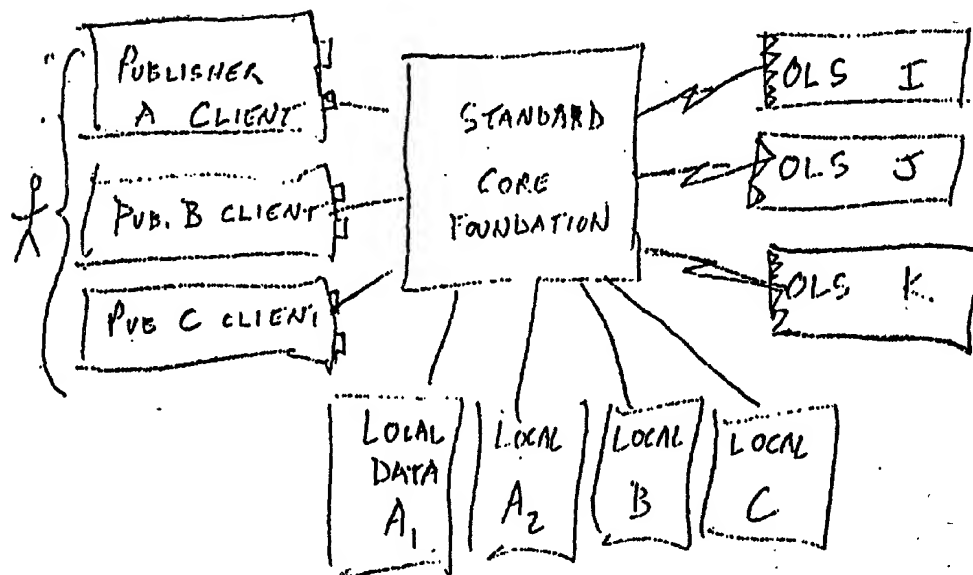 PUBLISHER
A CLIENT
PUB. B CLIENT
PUB C CLIENT
STANDARD
CORE
FOUNDATION
OLS I
OLS J
OLS K
LOCAL
DATA
A₁
LOCAL
A₂
LOCAL
B
LOCAL
C